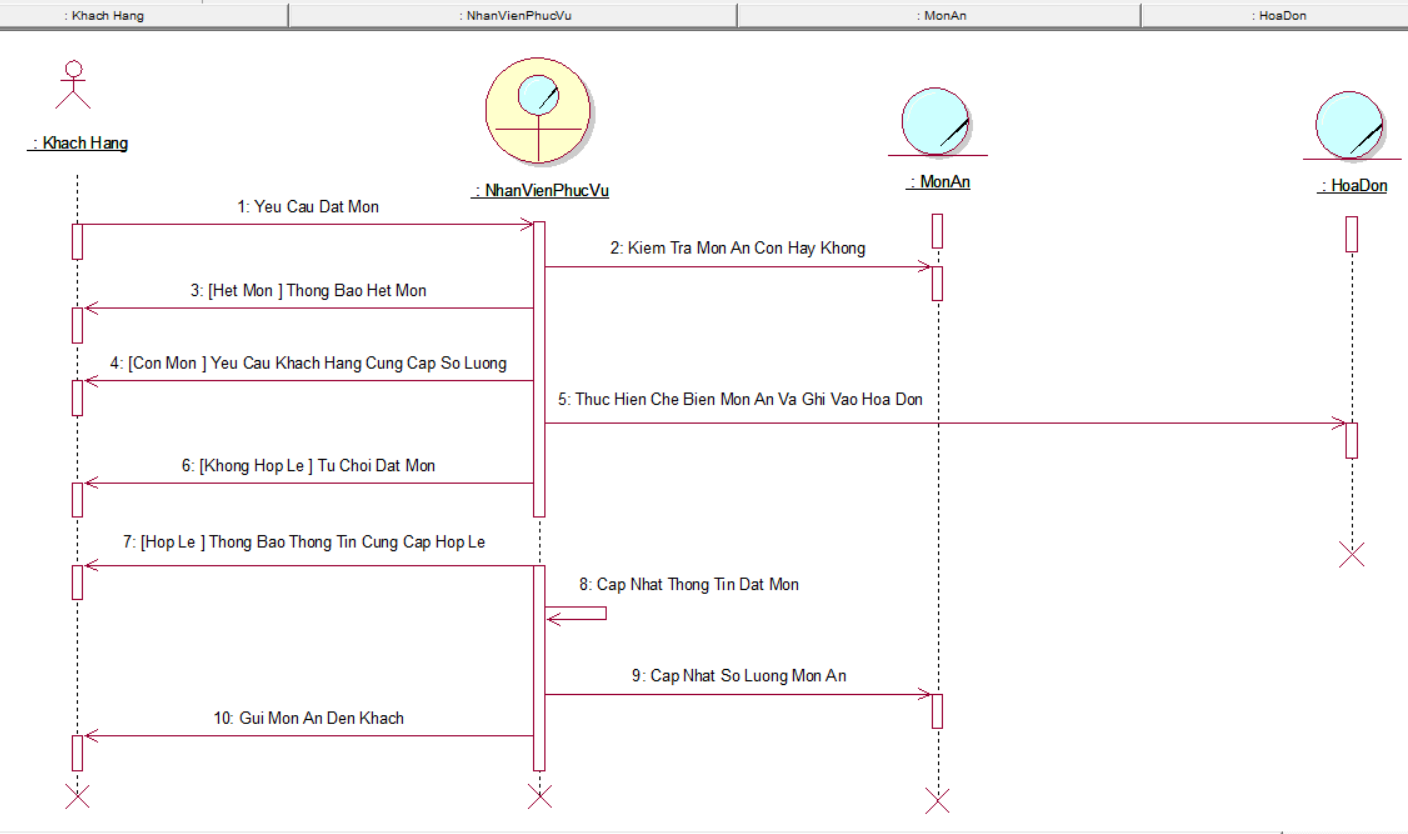 : Khach Hang
: NhanVienPhucVu
: MonAn
: HoaDon
: Khach Hang
: NhanVienPhucVu
: MonAn
: HoaDon
1: Yeu Cau Dat Mon
2: Kiem Tra Mon An Con Hay Khong
3: [Het Mon ] Thong Bao Het Mon
4: [Con Mon ] Yeu Cau Khach Hang Cung Cap So Luong
5: Thuc Hien Che Bien Mon An Va Ghi Vao Hoa Don
6: [Khong Hop Le ] Tu Choi Dat Mon
7: [Hop Le ] Thong Bao Thong Tin Cung Cap Hop Le
8: Cap Nhat Thong Tin Dat Mon
9: Cap Nhat So Luong Mon An
10: Gui Mon An Den Khach